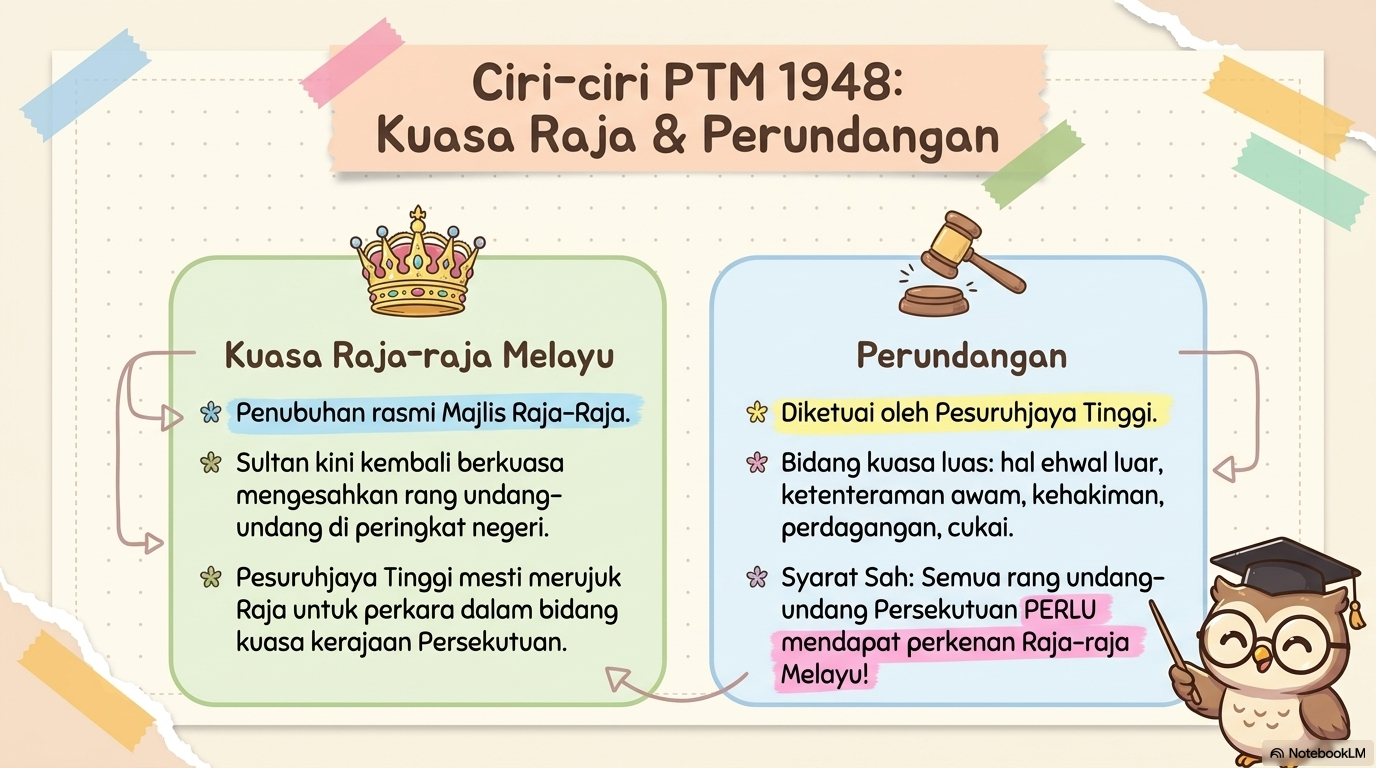 Ciri-ciri PTM 1948:
Kuasa Raja & Perundangan
Kuasa Raja-raja Melayu
Penubuhan rasmi Majlis Raja-Raja.
Sultan kini kembali berkuasa
mengesahkan rang undang-
undang di peringkat negeri.
Pesuruhjaya Tinggi mesti merujuk
Raja untuk perkara dalam bidang
kuasa kerajaan Persekutuan.
Perundangan
Diketuai oleh Pesuruhjaya Tinggi.
Bidang kuasa luas: hal ehwal luar,
ketenteraman awam, kehakiman,
perdagangan, cukai.
Syarat Sah: Semua rang undang-
undang Persekutuan PERLU
mendapat perkenan Raja-raja
Melayu!
NotebookLM